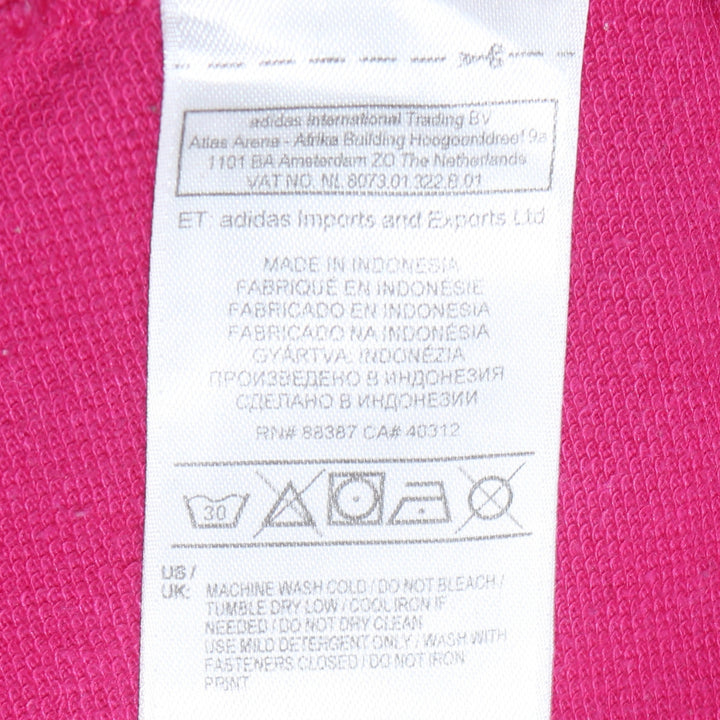 adidas International Trading BV
Atlas Arena - Afrika Building Hoogoorddreef 9a
1101 BA Amsterdam ZO The Netherlands
VAT NO. NL 8073.01.322.B.01
ET: adidas Imports and Exports Ltd
MADE IN INDONESIA
FABRIQUÉ EN INDONÉSIE
FABRICADO EN INDONESIA
FABRICADO NA INDONÉSIA
GYÁRTVA: INDONÉZIA
ПРОИЗВЕДЕНО В ИНДОНЕЗИЯ
СДЕЛАНО В ИНДОНЕЗИИ
RN# 88387 CA# 40312
30
US /
UK: MACHINE WASH COLD / DO NOT BLEACH /
TUMBLE DRY LOW / COOL IRON IF
NEEDED / DO NOT DRY CLEAN
USE MILD DETERGENT ONLY / WASH WITH
FASTENERS CLOSED / DO NOT IRON
PRINT